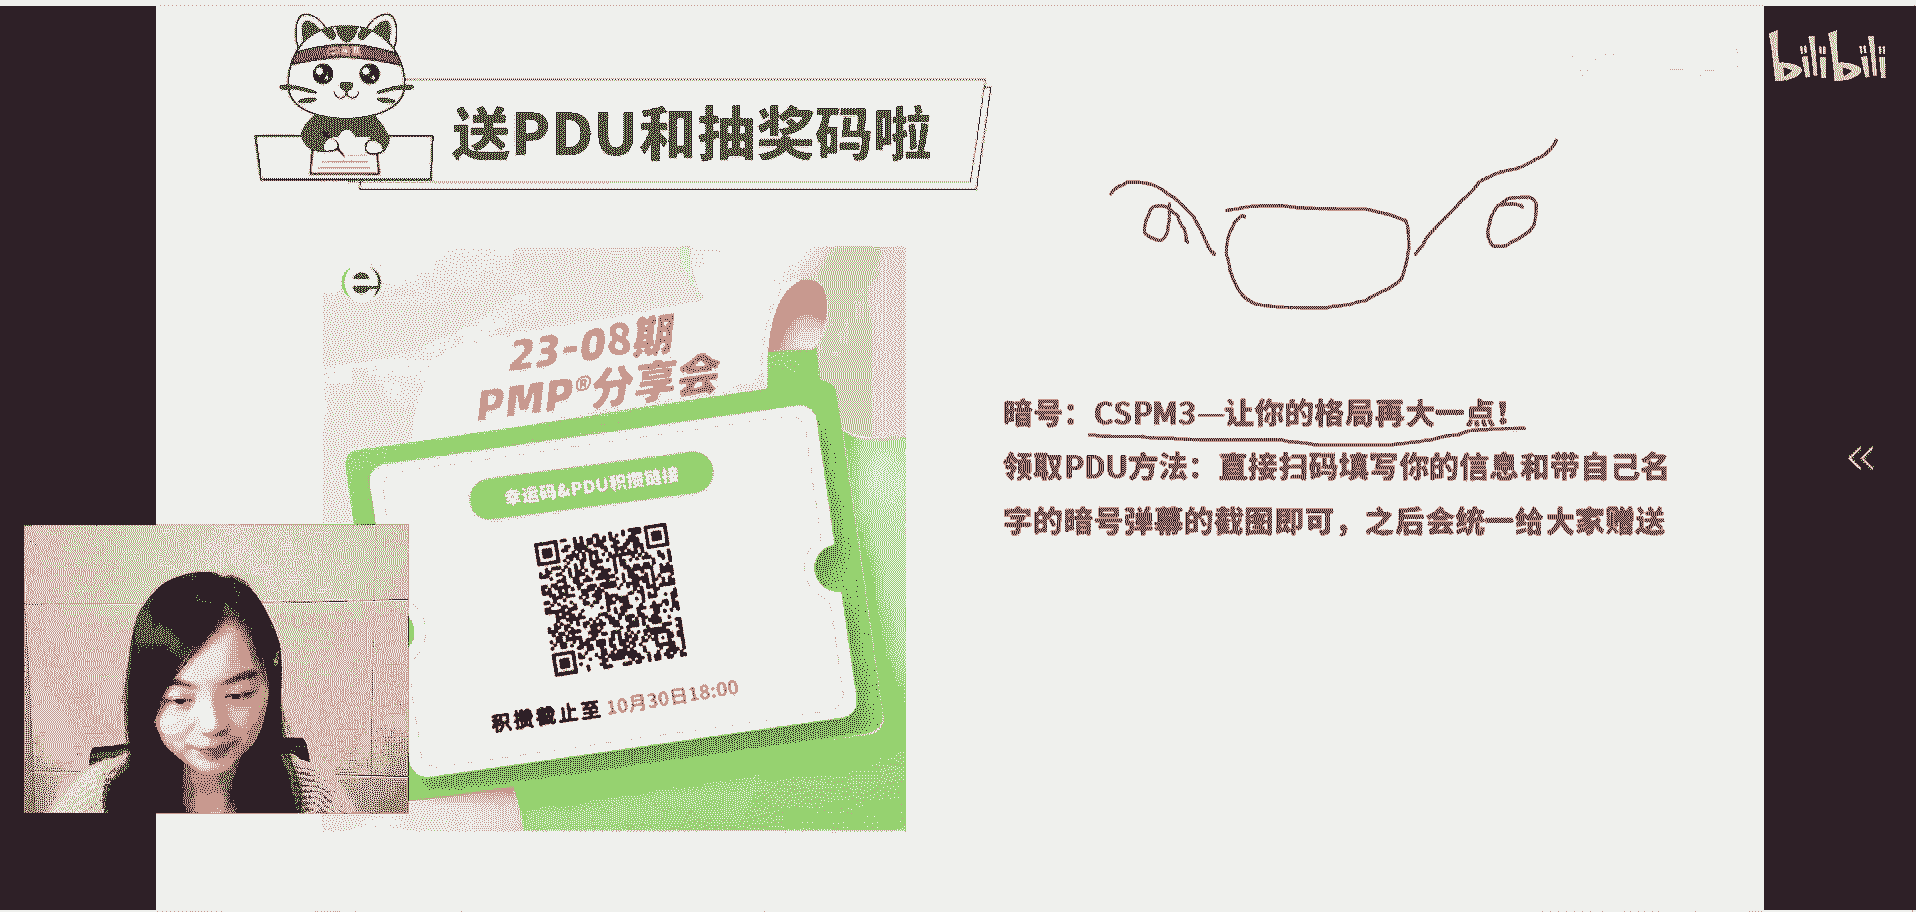 bilibili
送PDU和抽奖码啦
23-08期
PMP®分享会
幸运码&PDU积攒链接
积攒截止至 10月30日18:00
暗号：CSPM3—让你的格局再大一点！
领取PDU方法：直接扫码填写你的信息和带自己名
字的暗号弹幕的截图即可，之后会统一给大家赠送